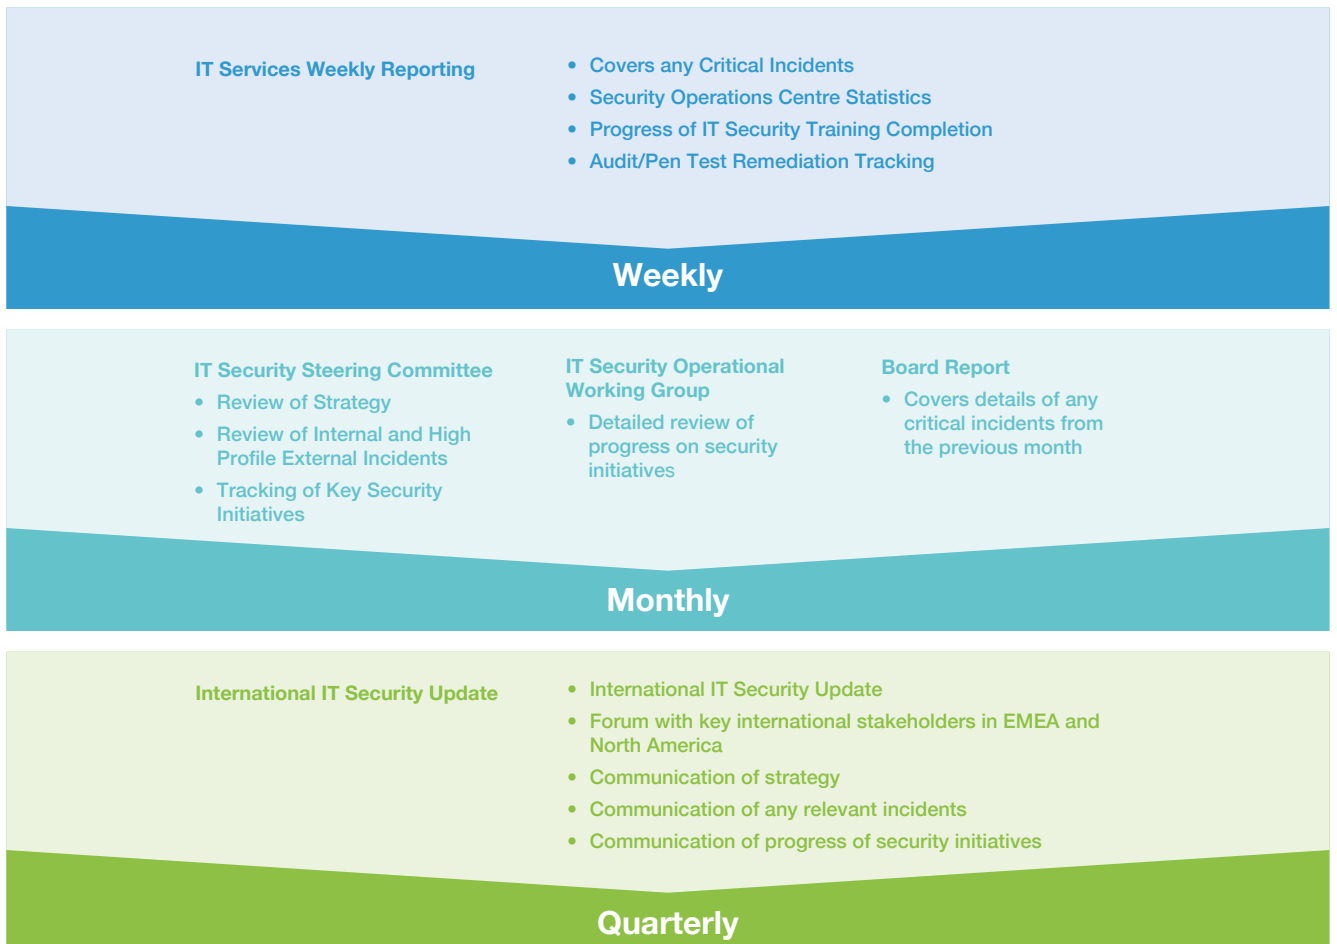 IT Services Weekly Reporting
• Covers any Critical Incidents
• Security Operations Centre Statistics
• Progress of IT Security Training Completion
• Audit/Pen Test Remediation Tracking
Weekly
IT Security Steering Committee
• Review of Strategy
• Review of Internal and High
Profile External Incidents
• Tracking of Key Security
Initiatives
IT Security Operational
Working Group
• Detailed review of
progress on security
initiatives
Board Report
• Covers details of any
critical incidents from
the previous month
Monthly
International IT Security Update
• International IT Security Update
• Forum with key international stakeholders in EMEA and
North America
• Communication of strategy
• Communication of any relevant incidents
• Communication of progress of security initiatives
Quarterly